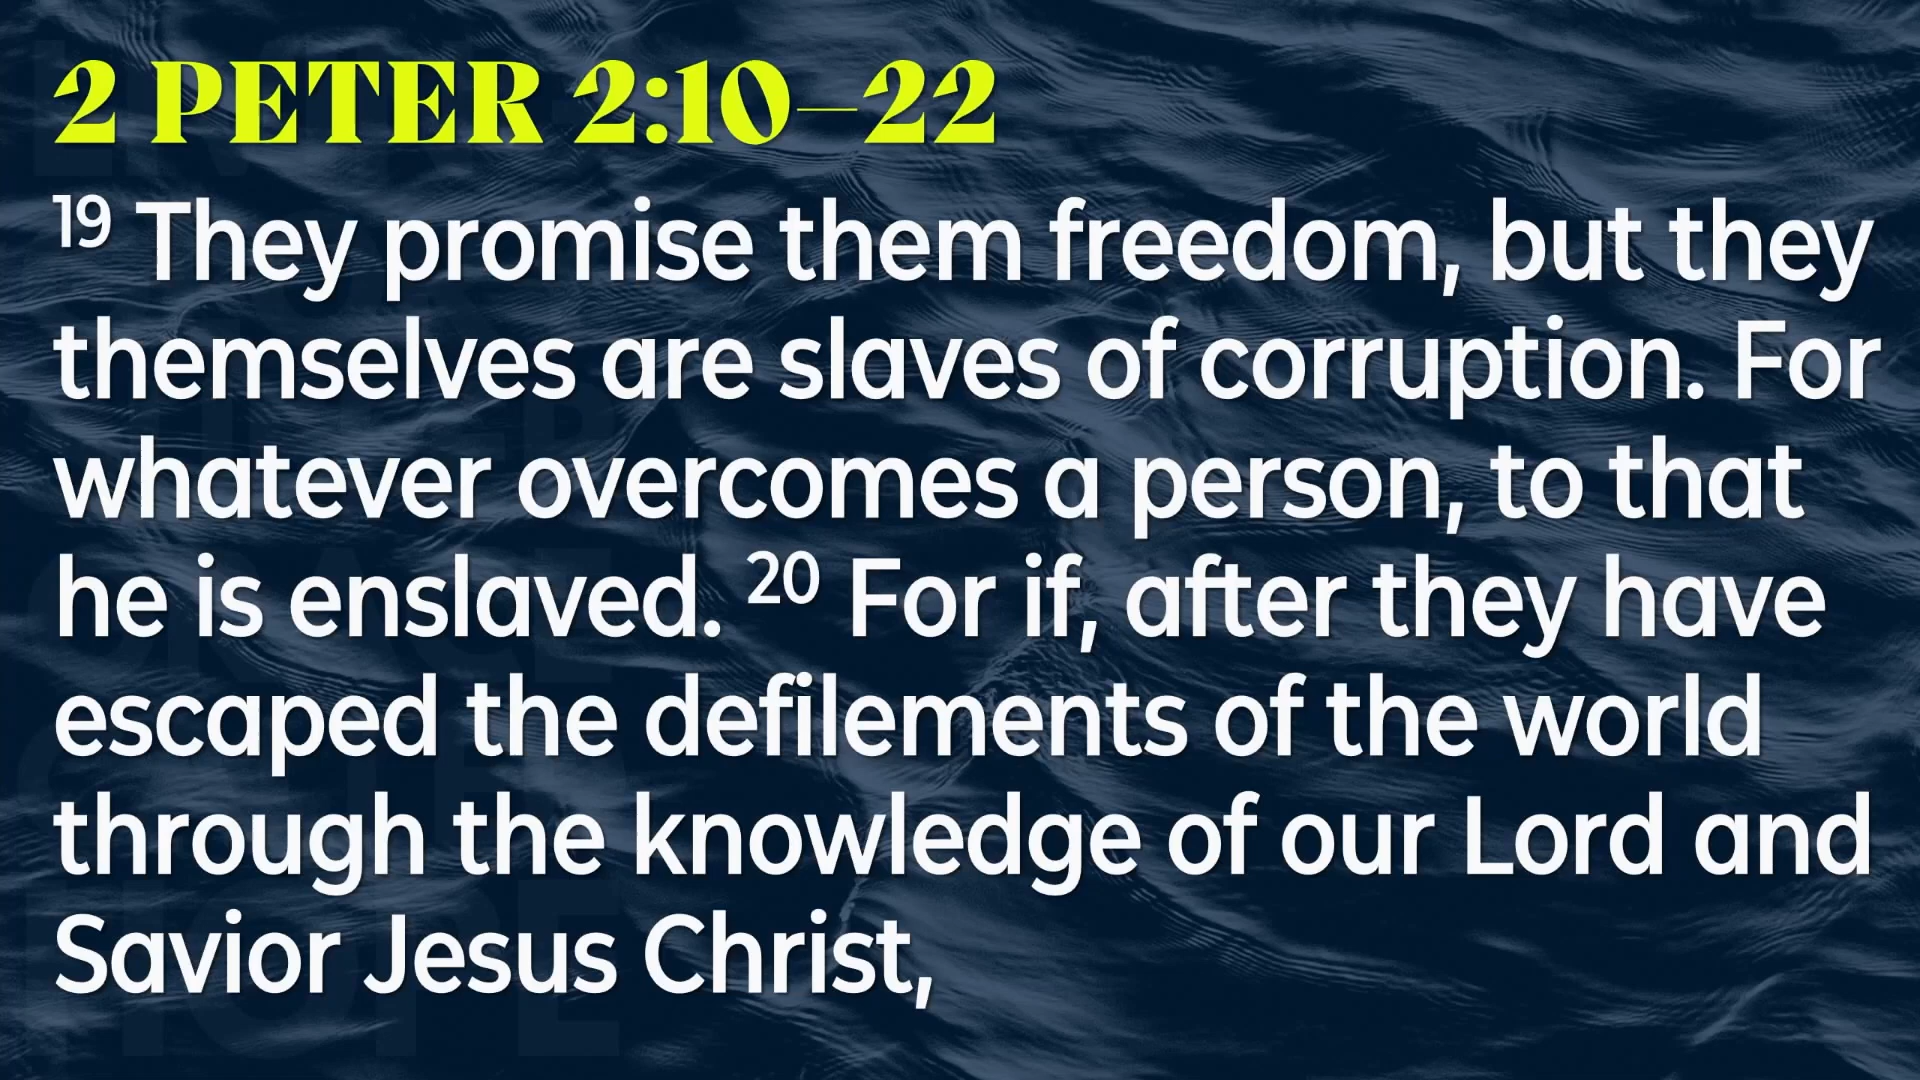 2 PETER 2:10–22
19 They promise them freedom, but they
themselves are slaves of corruption. For
whatever overcomes a person, to that
he is enslaved. 20 For if, after they have
escaped the defilements of the world
through the knowledge of our Lord and
Savior Jesus Christ,